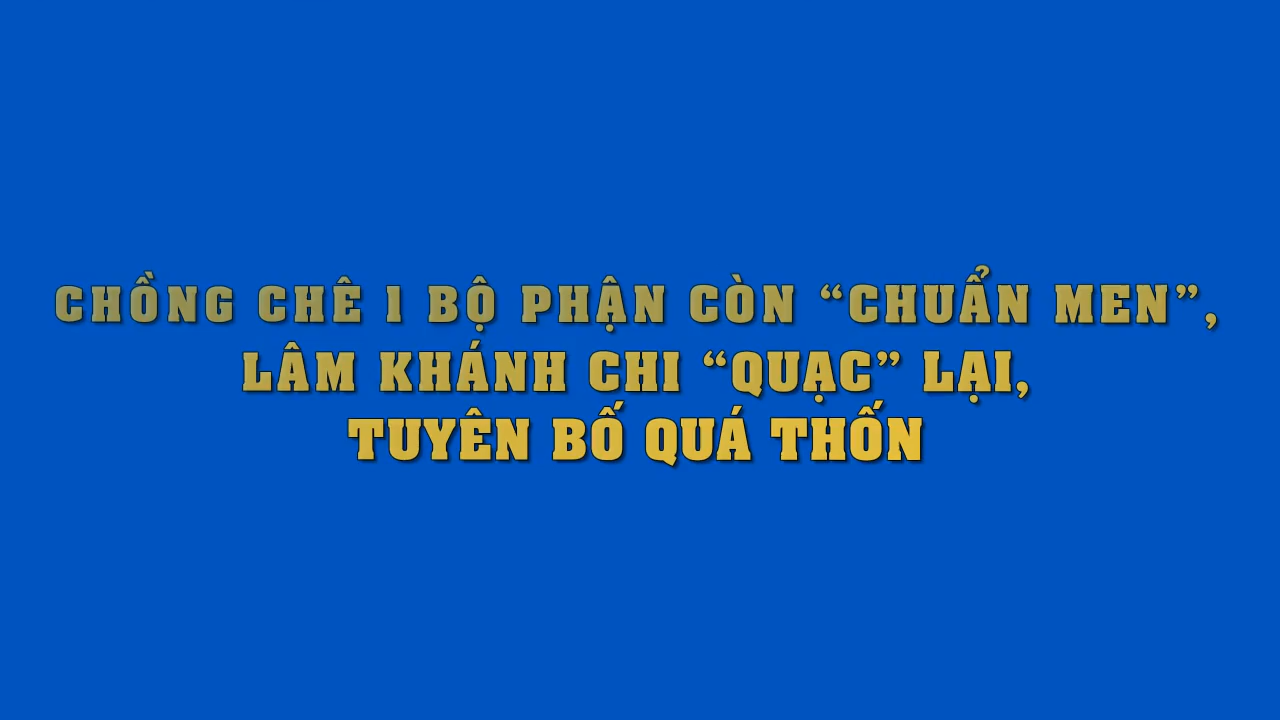 CHỒNG CHÊ 1 BỘ PHẬN CÒN “CHUẨN MEN”,
LÂM KHÁNH CHI “QUẠC” LẠI,
TUYÊN BỐ QUÁ THỐN